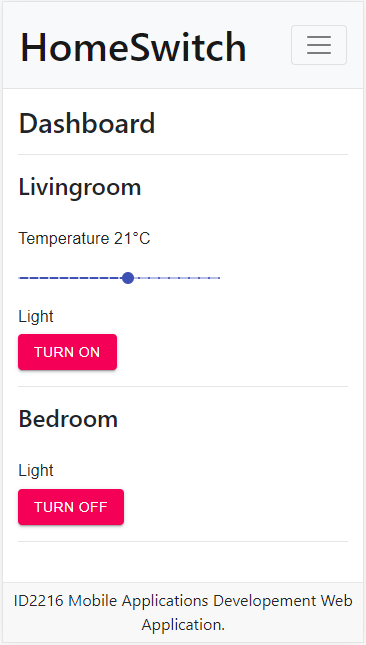 HomeSwitch
Dashboard
Livingroom
Temperature 21°C
Light
TURN ON
Bedroom
Light
TURN OFF
ID2216 Mobile Applications Developement Web
Application.